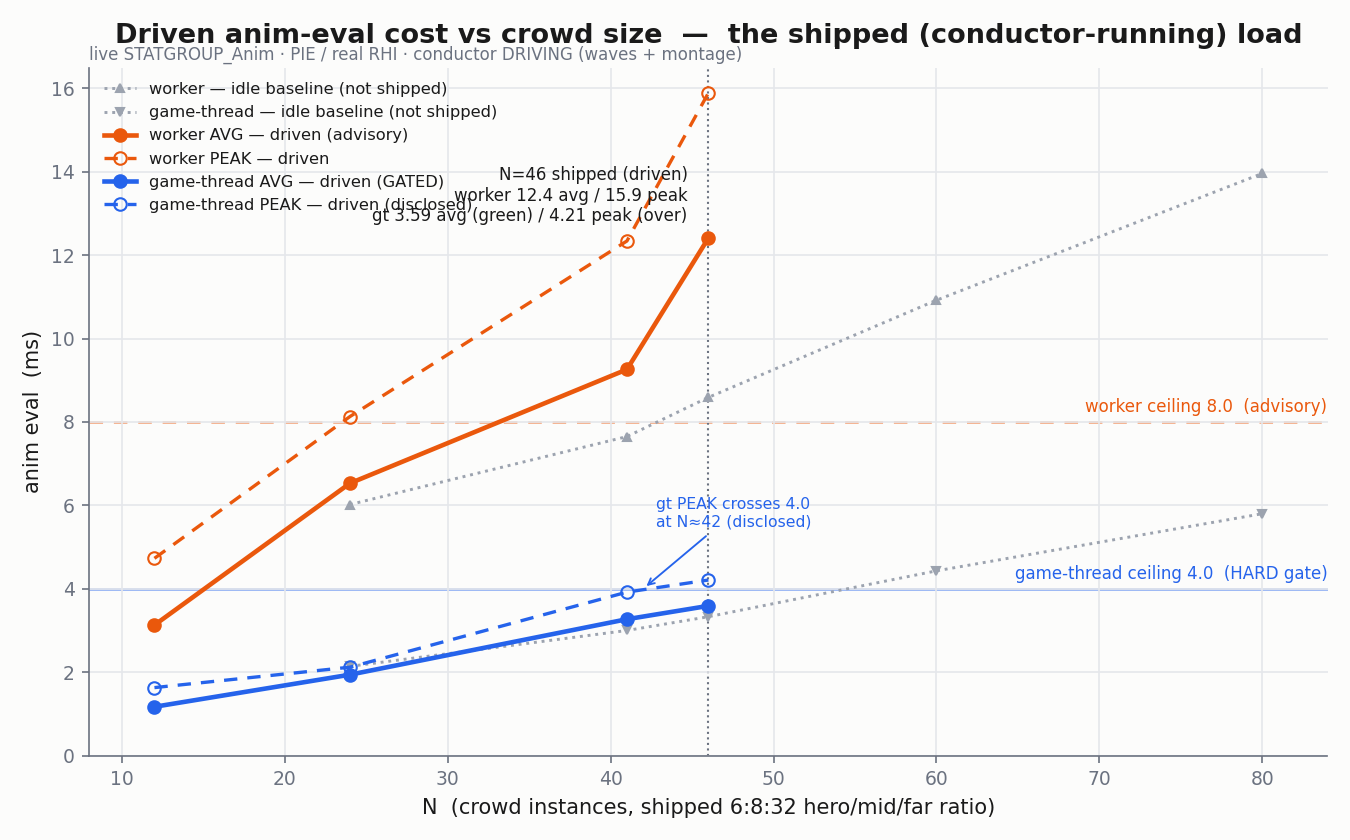 Driven anim-eval cost vs crowd size — the shipped (conductor-running) load
live STATGROUP_Anim · PIE / real RHI · conductor DRIVING (waves + montage)
worker — idle baseline (not shipped)
game-thread — idle baseline (not shipped)
worker AVG — driven (advisory)
worker PEAK — driven
game-thread AVG — driven (GATED)
game-thread PEAK — driven (disclosed)
N=46 shipped (driven)
worker 12.4 avg / 15.9 peak
gt 3.59 avg (green) / 4.21 peak (over)
worker ceiling 8.0 (advisory)
gt PEAK crosses 4.0
at N≈42 (disclosed)
game-thread ceiling 4.0 (HARD gate)
anim eval (ms)
16
14
12
10
8
6
4
2
0
10 20 30 40 50 60 70 80
N (crowd instances, shipped 6:8:32 hero/mid/far ratio)